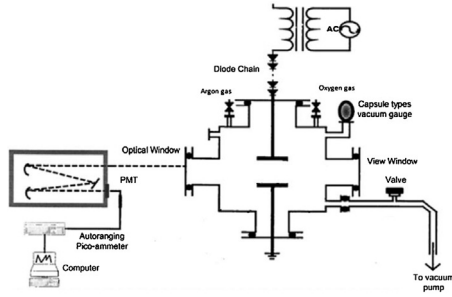 AC
Diode Chain
Argon gas
Oxygen gas
Capsule types
vacuum gauge
Optical Window
View Window
PMT
Valve
Autoranging
Pico-ammeter
Computer
To vacuum
pump